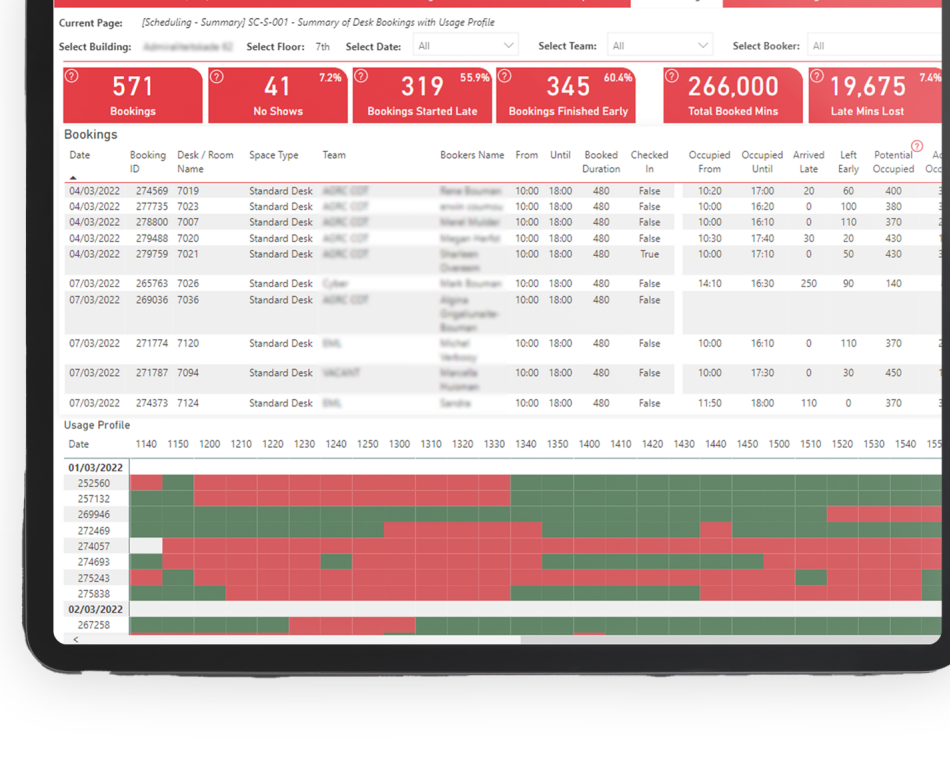 Current Page: [Scheduling - Summary] SC-S-001 - Summary of Desk Bookings with Usage Profile
Select Building: Select Floor: 7th Select Date: All Select Team: All Select Booker: All
? 571 ? 41 7.2% ? 319 55.9% ? 345 60.4% ? 266,000 ? 19,675 7.4%
Bookings No Shows Bookings Started Late Bookings Finished Early Total Booked Mins Late Mins Lost
Bookings
Date Booking ID Desk / Room Name Space Type Team Bookers Name From Until Booked Duration Checked In Occupied From Occupied Until Arrived Late Left Early Potential Occupied ?
04/03/2022 274569 7019 Standard Desk 10:00 18:00 480 False 10:20 17:00 20 60 400
04/03/2022 277735 7023 Standard Desk 10:00 18:00 480 False 10:00 16:20 0 100 380
04/03/2022 278800 7007 Standard Desk 10:00 18:00 480 False 10:00 16:10 0 110 370
04/03/2022 279488 7020 Standard Desk 10:00 18:00 480 False 10:30 17:40 30 20 430
04/03/2022 279759 7021 Standard Desk 10:00 18:00 480 True 10:00 17:10 0 50 430
07/03/2022 265763 7026 Standard Desk 10:00 18:00 480 False 14:10 16:30 250 90 140
07/03/2022 269036 7036 Standard Desk 10:00 18:00 480 False
07/03/2022 271774 7120 Standard Desk 10:00 18:00 480 False 10:00 16:10 0 110 370
07/03/2022 271787 7094 Standard Desk 10:00 18:00 480 False 10:00 17:30 0 30 450
07/03/2022 274373 7124 Standard Desk 10:00 18:00 480 False 11:50 18:00 110 0 370
Usage Profile
Date 1140 1150 1200 1210 1220 1230 1240 1250 1300 1310 1320 1330 1340 1350 1400 1410 1420 1430 1440 1450 1500 1510 1520 1530 1540 155
01/03/2022
252560
257132
269946
272469
274057
274693
275243
275838
02/03/2022
267258